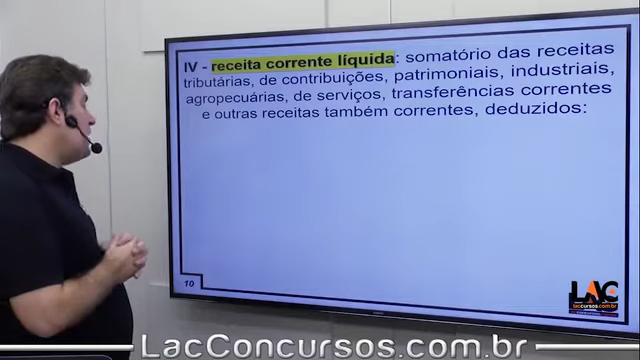 IV - receita corrente líquida: somatório das receitas
tributárias, de contribuições, patrimoniais, industriais,
agropecuárias, de serviços, transferências correntes
e outras receitas também correntes, deduzidos:
10
LAC
laccursos.com.br
LacConcursos.com.br